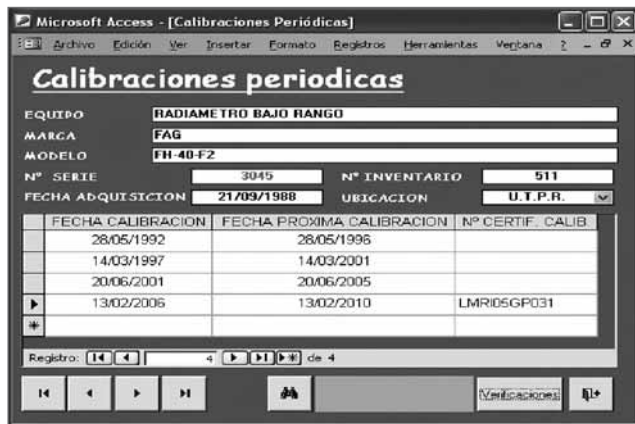 Microsoft Access - [Calibraciones Periódicas]
Archivo Edición Ver Insertar Formato Registros Herramientas Ventana ?
Calibraciones periodicas
EQUIPO RADIAMETRO BAJO RANGO
MARCA FAG
MODELO FH-40-F2
Nº SERIE 3045 Nº INVENTARIO 511
FECHA ADQUISICION 21/09/1988 UBICACION U.T.P.R.
FECHA CALIBRACION FECHA PROXIMA CALIBRACION Nº CERTIF. CALIB.
28/05/1992 28/05/1996
14/03/1997 14/03/2001
20/06/2001 20/06/2005
13/02/2006 13/02/2010 LMRI05GP031
Registro: 4 de 4
Verificaciones